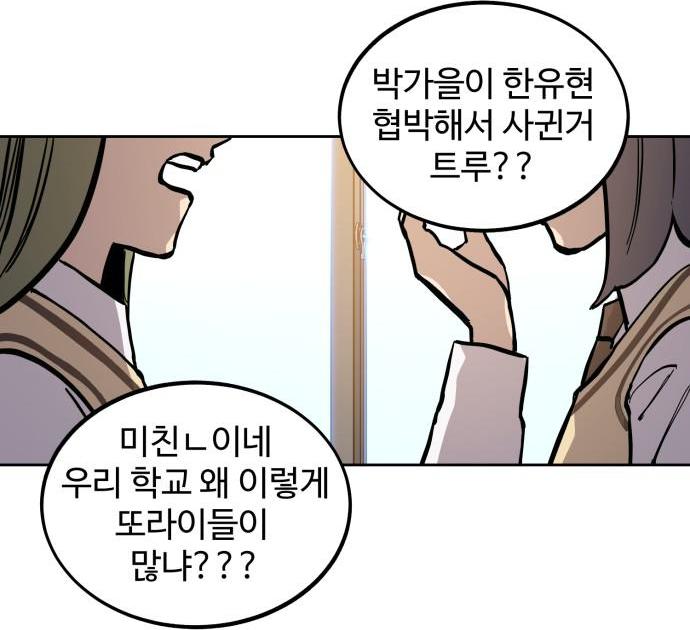 박가을이 한유현
협박해서 사귄거
트루??
미친ㄴ이네
우리 학교 왜 이렇게
또라이들이
많냐???